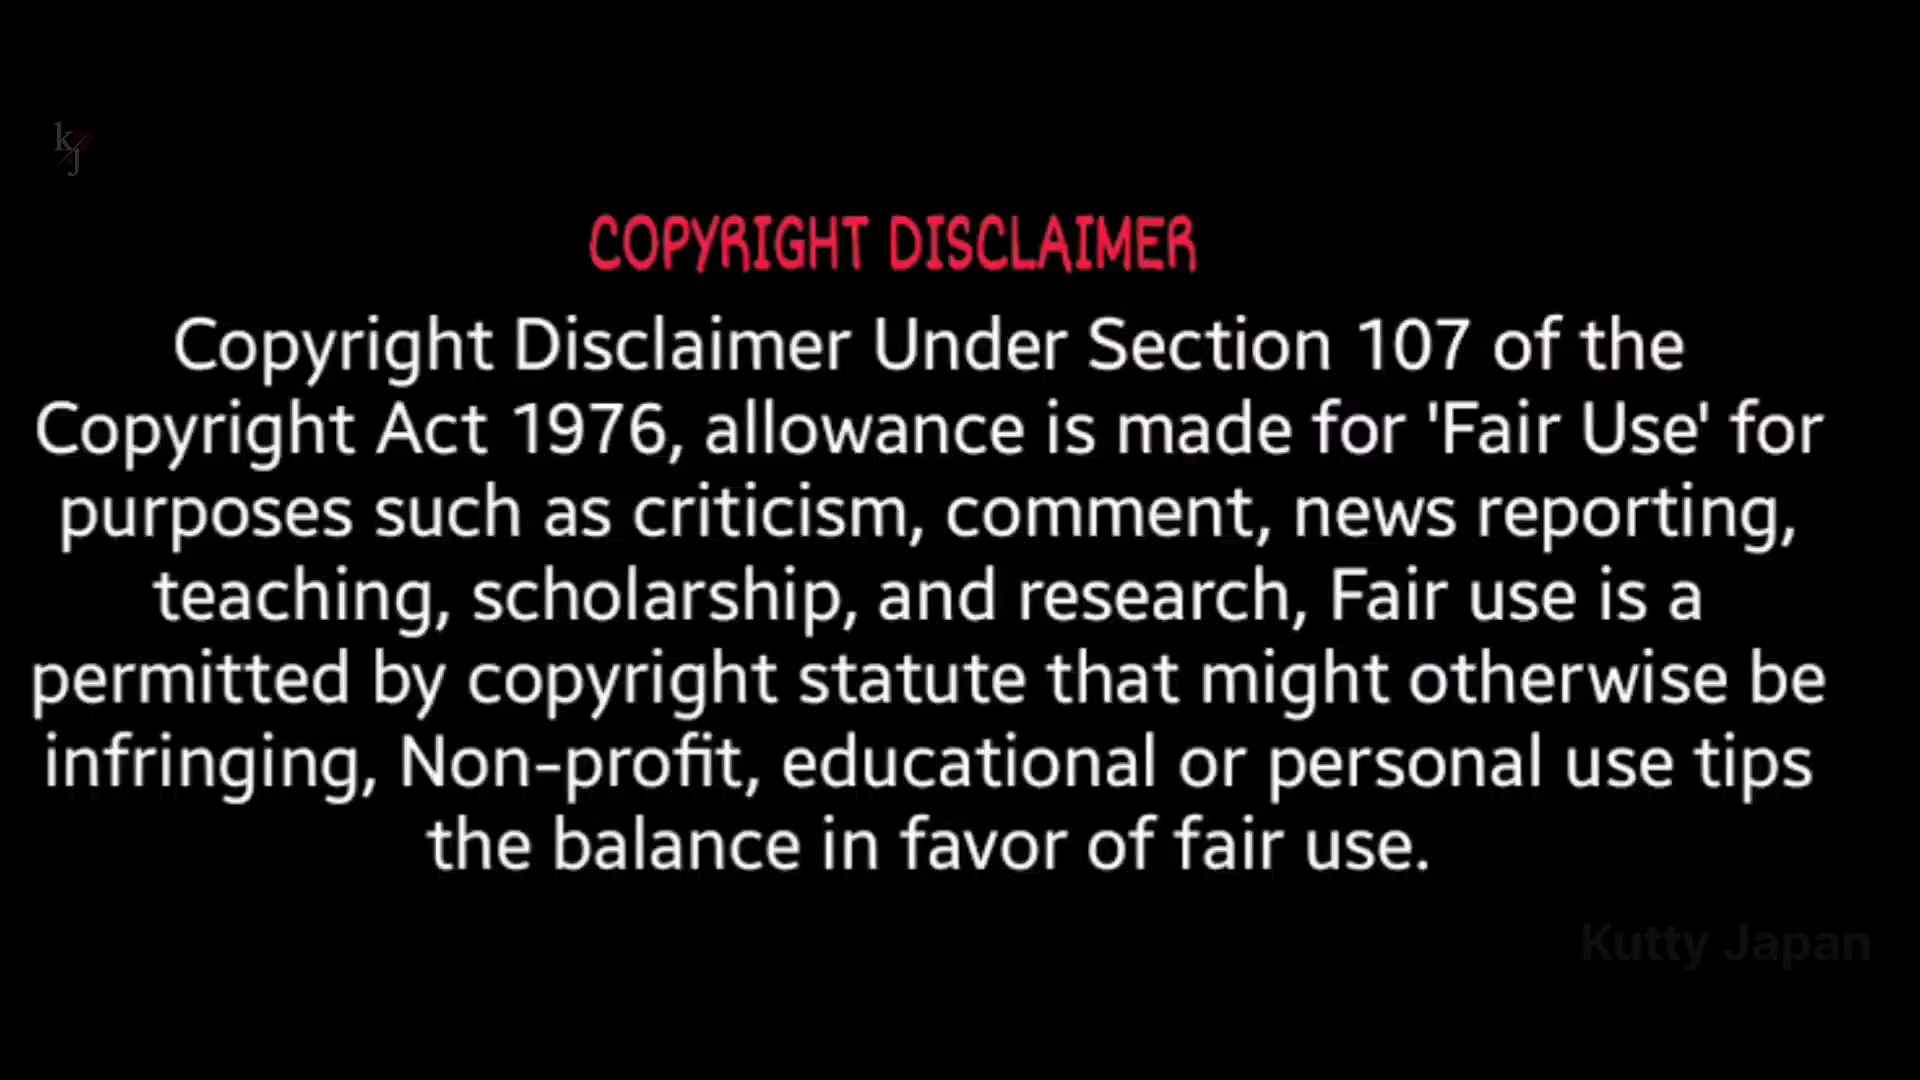 kj
COPYRIGHT DISCLAIMER
Copyright Disclaimer Under Section 107 of the
Copyright Act 1976, allowance is made for 'Fair Use' for
purposes such as criticism, comment, news reporting,
teaching, scholarship, and research, Fair use is a
permitted by copyright statute that might otherwise be
infringing, Non-profit, educational or personal use tips
the balance in favor of fair use.
Kutty Japan